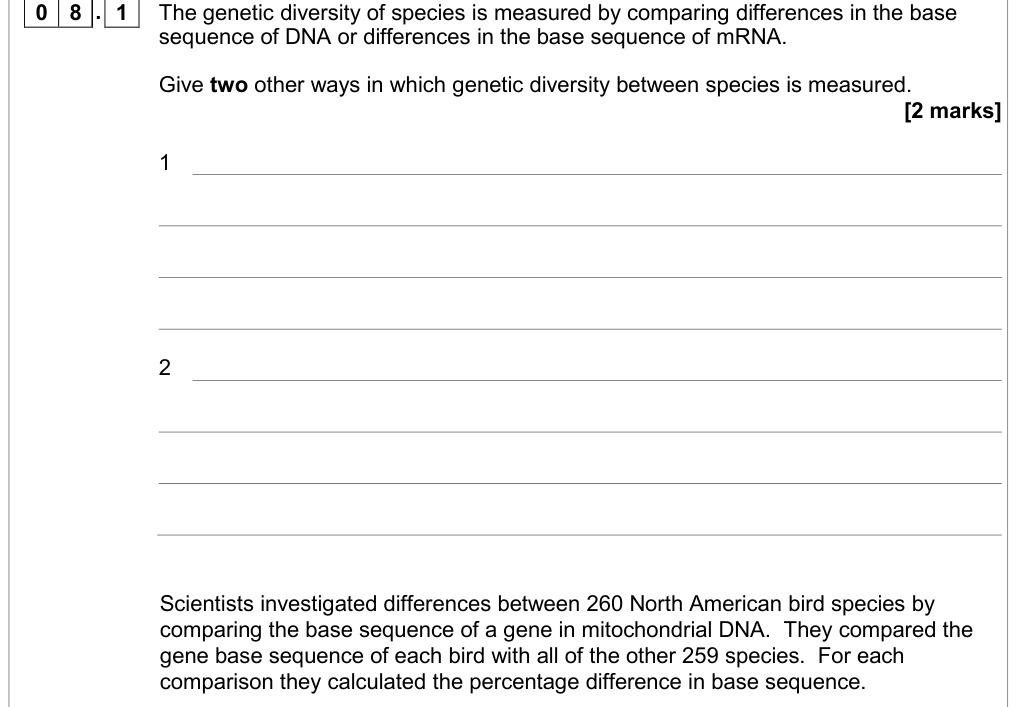 0 8 . 1 The genetic diversity of species is measured by comparing differences in the base
sequence of DNA or differences in the base sequence of mRNA.
Give two other ways in which genetic diversity between species is measured.
[2 marks]
1
2
Scientists investigated differences between 260 North American bird species by
comparing the base sequence of a gene in mitochondrial DNA. They compared the
gene base sequence of each bird with all of the other 259 species. For each
comparison they calculated the percentage difference in base sequence.